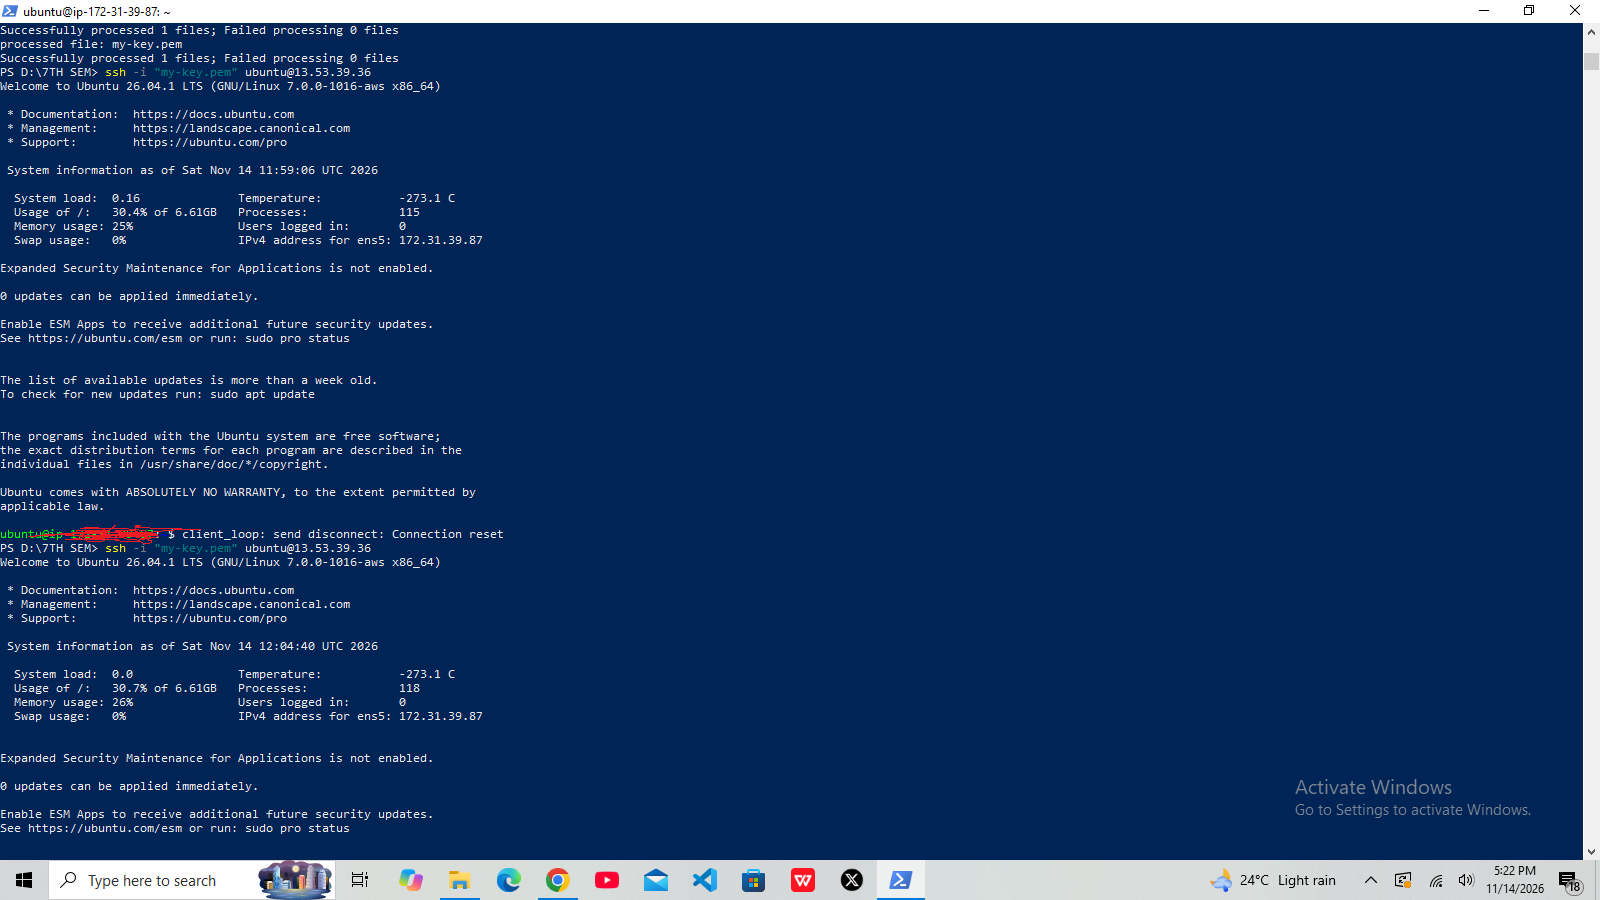 ubuntu@ip-172-31-39-87: ~
Successfully processed 1 files; Failed processing 0 files
processed file: my-key.pem
Successfully processed 1 files; Failed processing 0 files
PS D:\7TH SEM> ssh -i "my-key.pem" ubuntu@13.53.39.36
Welcome to Ubuntu 26.04.1 LTS (GNU/Linux 7.0.0-1016-aws x86_64)
* Documentation:  https://docs.ubuntu.com
* Management:     https://landscape.canonical.com
* Support:        https://ubuntu.com/pro
System information as of Sat Nov 14 11:59:06 UTC 2026
System load:  0.16              Temperature:           -273.1 C
Usage of /:   30.4% of 6.61GB   Processes:             115
Memory usage: 25%               Users logged in:       0
Swap usage:   0%                IPv4 address for ens5: 172.31.39.87
Expanded Security Maintenance for Applications is not enabled.
0 updates can be applied immediately.
Enable ESM Apps to receive additional future security updates.
See https://ubuntu.com/esm or run: sudo pro status
The list of available updates is more than a week old.
To check for new updates run: sudo apt update
The programs included with the Ubuntu system are free software;
the exact distribution terms for each program are described in the
individual files in /usr/share/doc/*/copyright.
Ubuntu comes with ABSOLUTELY NO WARRANTY, to the extent permitted by
applicable law.
$ client_loop: send disconnect: Connection reset
PS D:\7TH SEM> ssh -i "my-key.pem" ubuntu@13.53.39.36
Welcome to Ubuntu 26.04.1 LTS (GNU/Linux 7.0.0-1016-aws x86_64)
* Documentation:  https://docs.ubuntu.com
* Management:     https://landscape.canonical.com
* Support:        https://ubuntu.com/pro
System information as of Sat Nov 14 12:04:40 UTC 2026
System load:  0.0               Temperature:           -273.1 C
Usage of /:   30.7% of 6.61GB   Processes:             118
Memory usage: 26%               Users logged in:       0
Swap usage:   0%                IPv4 address for ens5: 172.31.39.87
Expanded Security Maintenance for Applications is not enabled.
0 updates can be applied immediately.
Enable ESM Apps to receive additional future security updates.
See https://ubuntu.com/esm or run: sudo pro status
Activate Windows
Go to Settings to activate Windows.
Type here to search
24°C Light rain
5:22 PM
11/14/2026
18